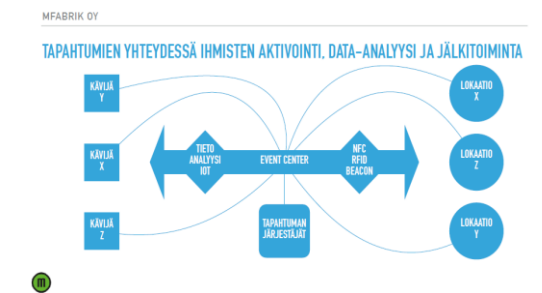 MFABRIK OY
TAPAHTUMIEN YHTEYDESSÄ IHMISTEN AKTIVOINTI, DATA-ANALYYSI JA JÄLKITOIMINTA
KÄVIJÄ
Y
LOKAATIO
X
KÄVIJÄ
X
TIETO
ANALYYSI
IOT
EVENT CENTER
NFC
RFID
BEACON
LOKAATIO
Z
KÄVIJÄ
Z
TAPAHTUMAN
JÄRJESTÄJÄT
LOKAATIO
Y
m